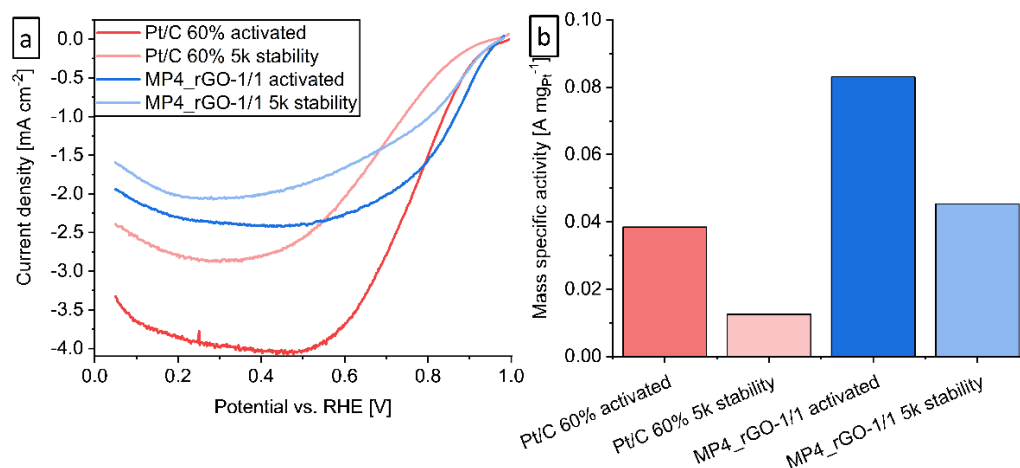 a
Pt/C 60% activated
Pt/C 60% 5k stability
MP4_rGO-1/1 activated
MP4_rGO-1/1 5k stability
0.0
-0.5
-1.0
-1.5
-2.0
-2.5
-3.0
-3.5
-4.0
Current density [mA cm-2]
0.0 0.2 0.4 0.6 0.8 1.0
Potential vs. RHE [V]
b
0.10
0.08
0.06
0.04
0.02
0.00
Mass specific activity [A mgPt-1]
Pt/C 60% activated
Pt/C 60% 5k stability
MP4_rGO-1/1 activated
MP4_rGO-1/1 5k stability